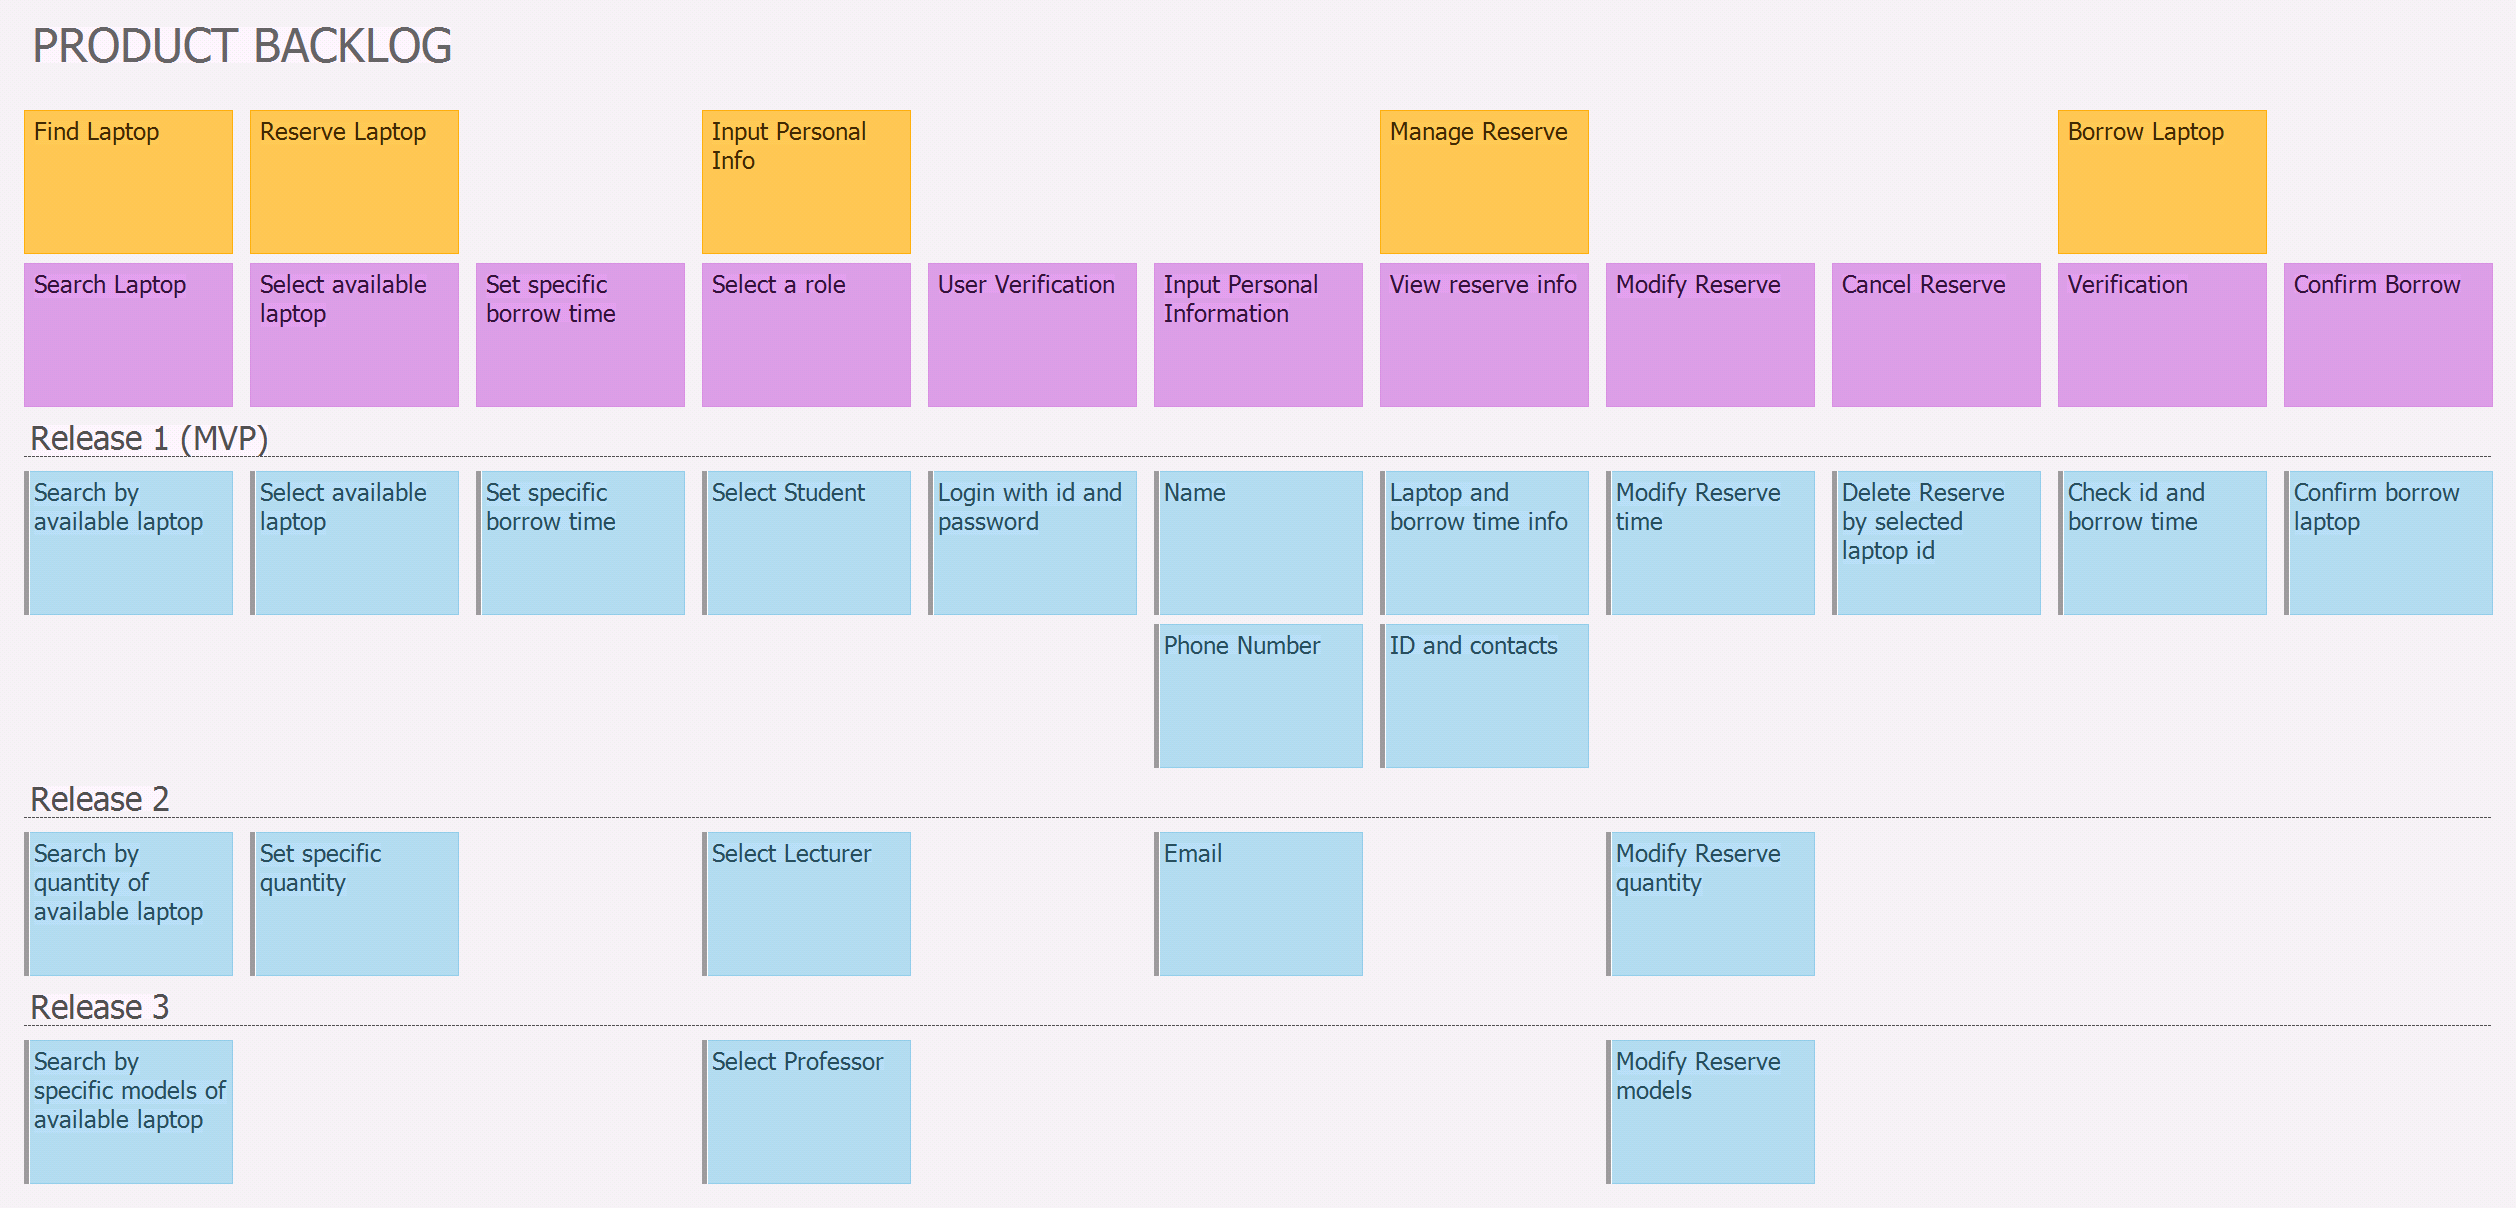 PRODUCT BACKLOG
Find Laptop
Reserve Laptop
Input Personal
Info
Manage Reserve
Borrow Laptop
Search Laptop
Select available
laptop
Set specific
borrow time
Select a role
User Verification
Input Personal
Information
View reserve info
Modify Reserve
Cancel Reserve
Verification
Confirm Borrow
Release 1 (MVP)
Search by
available laptop
Select available
laptop
Set specific
borrow time
Select Student
Login with id and
password
Name
Laptop and
borrow time info
Modify Reserve
time
Delete Reserve
by selected
laptop id
Check id and
borrow time
Confirm borrow
laptop
Phone Number
ID and contacts
Release 2
Search by
quantity of
available laptop
Set specific
quantity
Select Lecturer
Email
Modify Reserve
quantity
Release 3
Search by
specific models of
available laptop
Select Professor
Modify Reserve
models